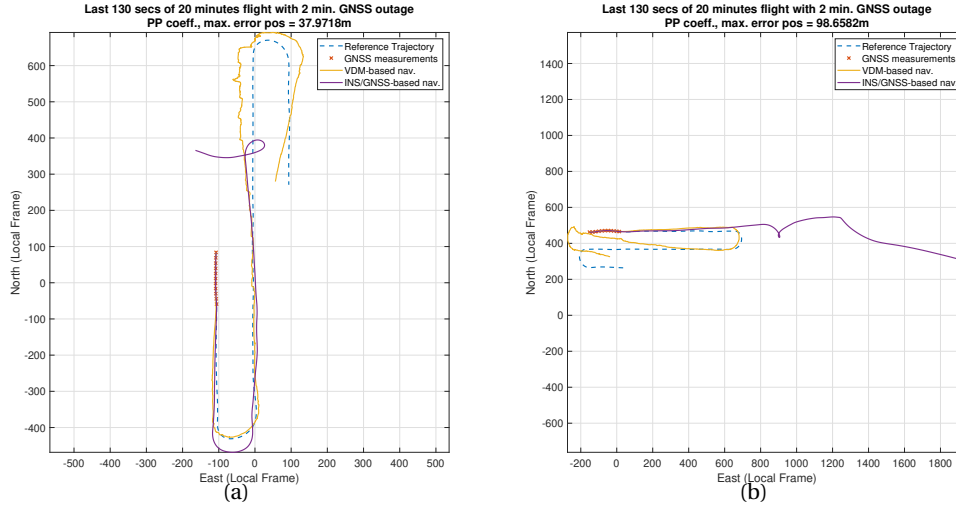 Last 130 secs of 20 minutes flight with 2 min. GNSS outage
PP coeff., max. error pos = 37.9718m
Reference Trajectory
GNSS measurements
VDM-based nav.
INS/GNSS-based nav.
600
500
400
300
200
100
0
-100
-200
-300
-400
North (Local Frame)
-500
-400
-300
-200
-100
0
100
200
300
400
500
East (Local Frame)
(a)
Last 130 secs of 20 minutes flight with 2 min. GNSS outage
PP coeff., max. error pos = 98.6582m
Reference Trajectory
GNSS measurements
VDM-based nav.
INS/GNSS-based nav.
1400
1200
1000
800
600
400
200
0
-200
-400
-600
North (Local Frame)
-200
0
200
400
600
800
1000
1200
1400
1600
1800
East (Local Frame)
(b)